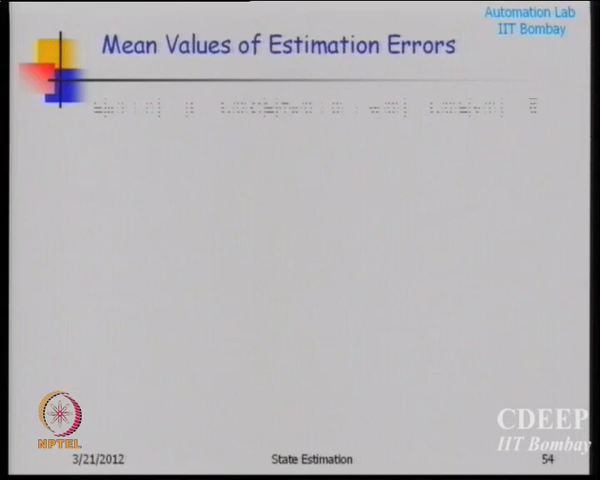 Automation Lab
IIT Bombay
Mean Values of Estimation Errors
CDEEP
IIT Bombay
NPTEL
3/21/2012
State Estimation
54